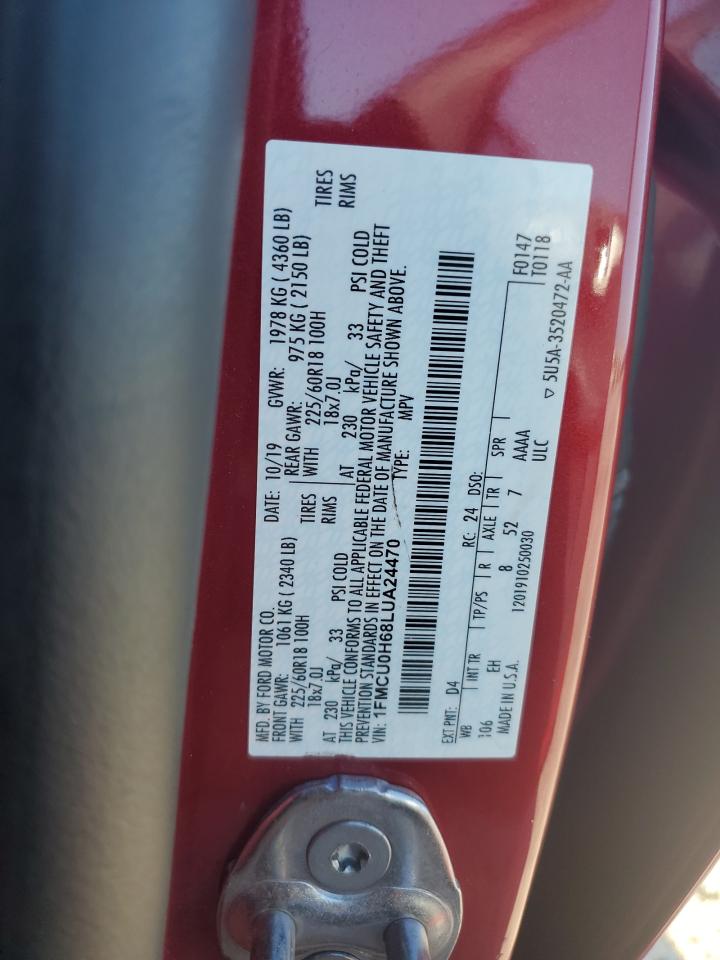 MFD. BY FORD MOTOR CO.
DATE: 10/19 GVWR: 1978 KG ( 4360 LB)
FRONT GAWR: 1061 KG ( 2340 LB) REAR GAWR: 975 KG ( 2150 LB)
WITH 225/60R18 100H TIRES WITH 225/60R18 100H TIRES
18x7.0J RIMS 18x7.0J RIMS
AT 230 kPa/ 33 PSI COLD AT 230 kPa/ 33 PSI COLD
THIS VEHICLE CONFORMS TO ALL APPLICABLE FEDERAL MOTOR VEHICLE SAFETY AND THEFT
PREVENTION STANDARDS IN EFFECT ON THE DATE OF MANUFACTURE SHOWN ABOVE.
VIN: 1FMCU0H68LUA24470 TYPE: MPV
EXT PNT: D4 RC: 24 DSO: F0147
T0118
WB INT TR TP/PS R AXLE TR SPR
106 EH 8 52 7 AAAA
ULC
MADE IN U.S.A. 1201910250030
▽ 5U5A-3520472-AA